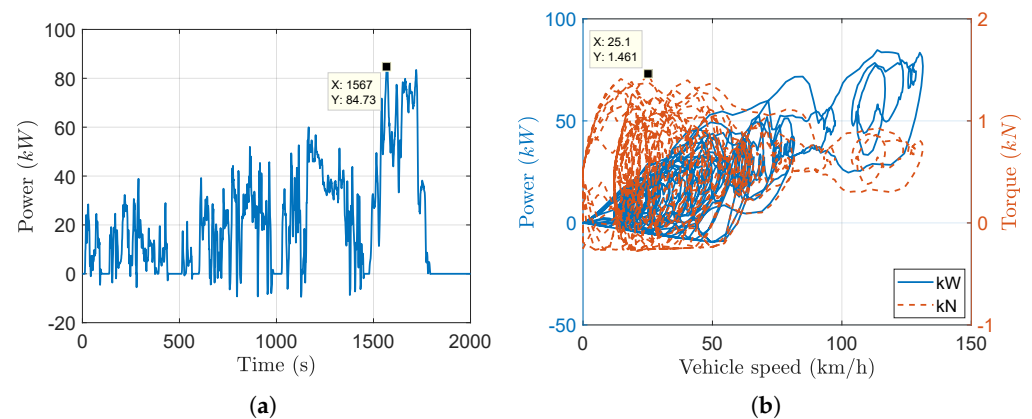 100
80
60
40
20
0
-20
Power (kW)
0
500
1000
1500
2000
Time (s)
X: 1567
Y: 84.73
(a)
100
50
0
-50
Power (kW)
X: 25.1
Y: 1.461
2
1
0
-1
Torque (kN)
kW
kN
0
50
100
150
Vehicle speed (km/h)
(b)